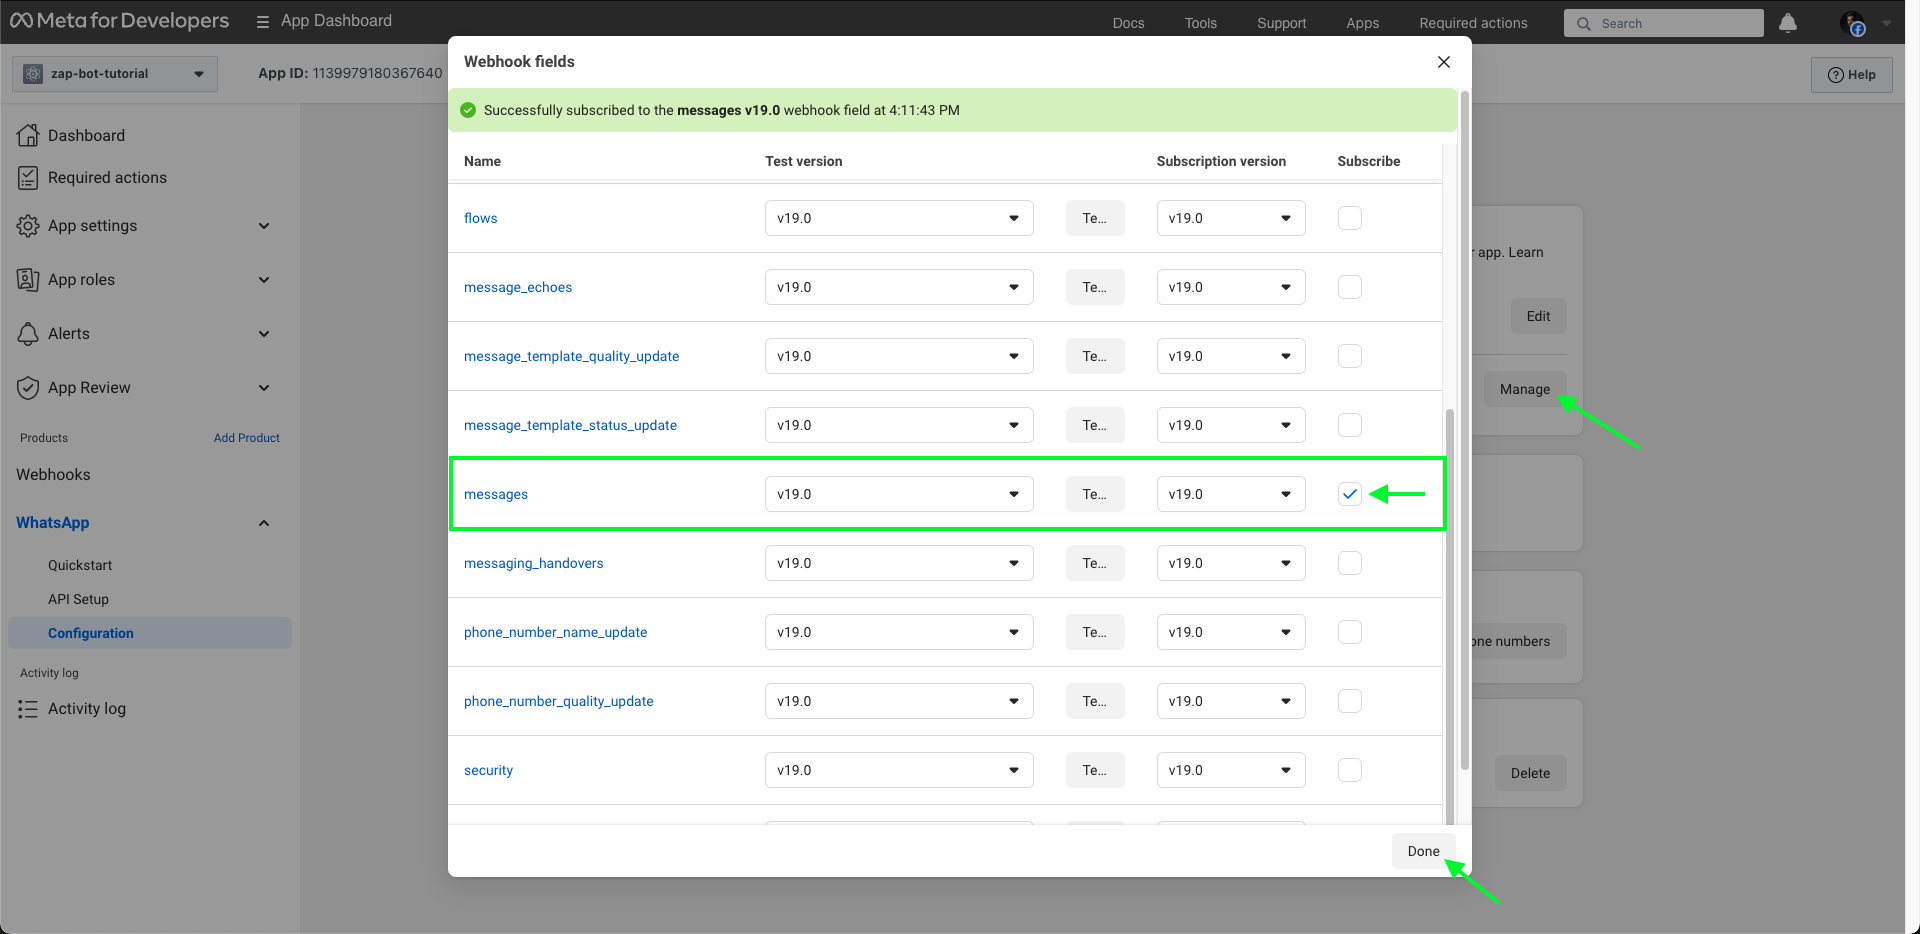 Meta for Developers
App Dashboard
Docs
Tools
Support
Apps
Required actions
Search
zap-bot-tutorial
App ID: 1139979180367640
Help
Dashboard
Required actions
App settings
App roles
Alerts
App Review
Products
Add Product
Webhooks
WhatsApp
Quickstart
API Setup
Configuration
Activity log
Activity log
Webhook fields
Successfully subscribed to the messages v19.0 webhook field at 4:11:43 PM
Name Test version Subscription version Subscribe
flows v19.0 Te... v19.0
message_echoes v19.0 Te... v19.0
message_template_quality_update v19.0 Te... v19.0
message_template_status_update v19.0 Te... v19.0
messages v19.0 Te... v19.0
messaging_handovers v19.0 Te... v19.0
phone_number_name_update v19.0 Te... v19.0
phone_number_quality_update v19.0 Te... v19.0
security v19.0 Te... v19.0
Done
r app. Learn
Edit
Manage
one numbers
Delete